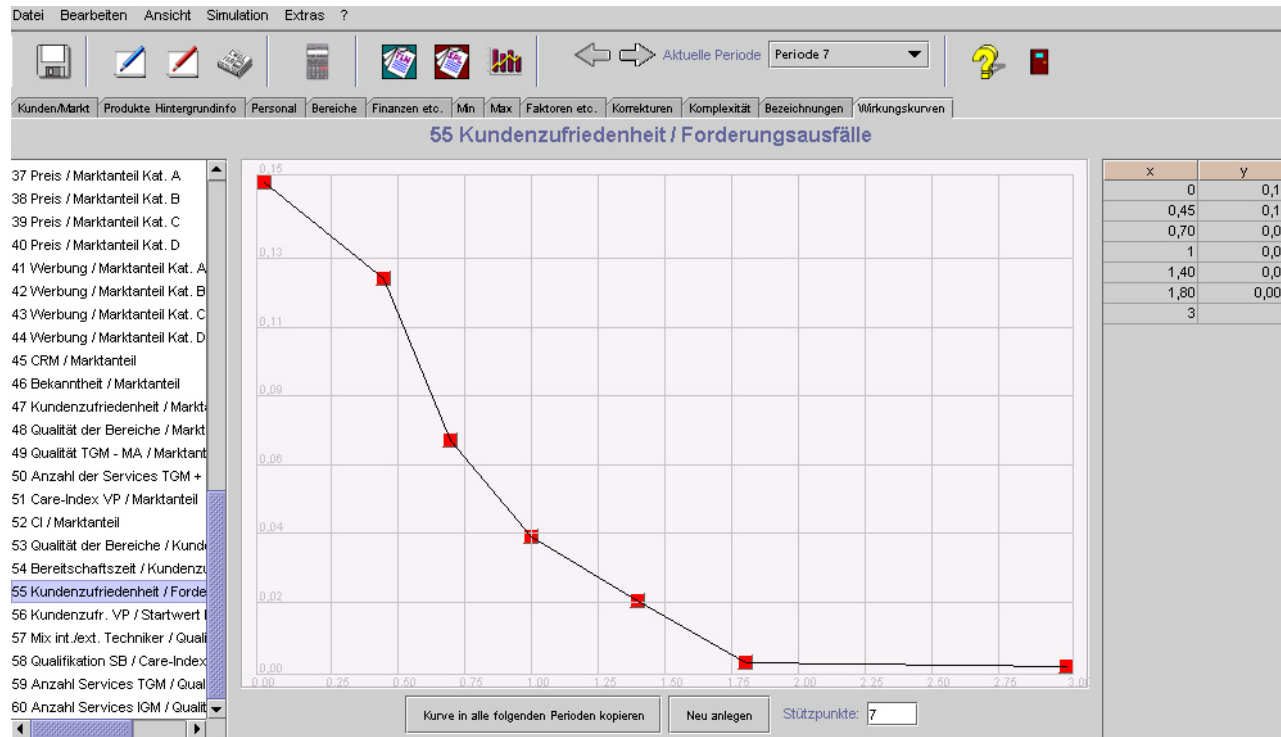 Datei Bearbeiten Ansicht Simulation Extras ?
Aktuelle Periode Periode 7
Kunden/Markt Produkte Hintergrundinfo Personal Bereiche Finanzen etc. Min Max Faktoren etc. Korrekturen Komplexität Bezeichnungen Wirkungskurven
55 Kundenzufriedenheit / Forderungsausfälle
37 Preis / Marktanteil Kat. A
38 Preis / Marktanteil Kat. B
39 Preis / Marktanteil Kat. C
40 Preis / Marktanteil Kat. D
41 Werbung / Marktanteil Kat. A
42 Werbung / Marktanteil Kat. B
43 Werbung / Marktanteil Kat. C
44 Werbung / Marktanteil Kat. D
45 CRM / Marktanteil
46 Bekanntheit / Marktanteil
47 Kundenzufriedenheit / Markt
48 Qualität der Bereiche / Markt
49 Qualität TGM - MA / Marktant
50 Anzahl der Services TGM +
51 Care-Index VP / Marktanteil
52 CI / Marktanteil
53 Qualität der Bereiche / Kund
54 Bereitschaftszeit / Kundenzu
55 Kundenzufriedenheit / Forde
56 Kundenzufr. VP / Startwert
57 Mix int./ext. Techniker / Quali
58 Qualifikation SB / Care-Index
59 Anzahl Services TGM / Qual
60 Anzahl Services IGM / Qualit
0,15
0,13
0,11
0,09
0,06
0,04
0,02
0,00
0.00 0.25 0.50 0.75 1.00 1.25 1.50 1.75 2.00 2.25 2.50 2.75 3.00
x y
0 0,1
0,45 0,1
0,70 0,0
1 0,0
1,40 0,0
1,80 0,00
3
Kurve in alle folgenden Perioden kopieren Neu anlegen Stützpunkte: 7